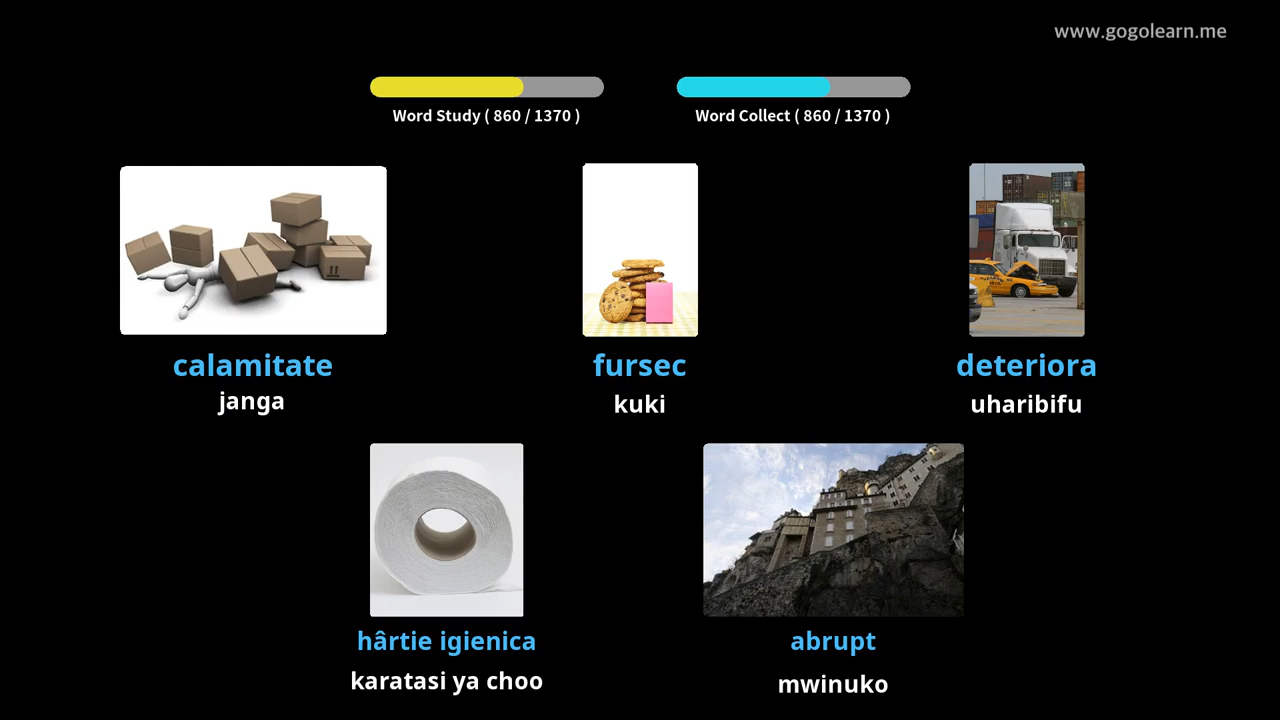 www.gogolearn.me
Word Study ( 860 / 1370 )
Word Collect ( 860 / 1370 )
calamitate
janga
fursec
kuki
deteriora
uharibifu
hârtie igienica
karatasi ya choo
abrupt
mwinuko